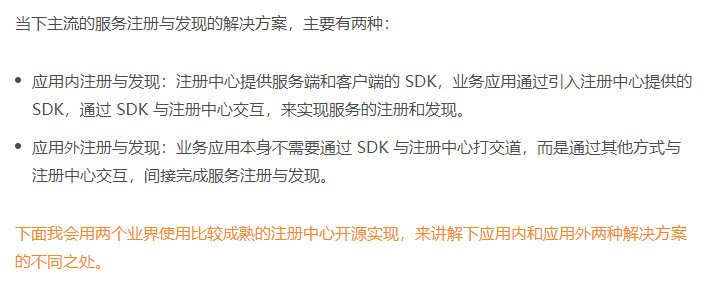 当下主流的服务注册与发现的解决方案，主要有两种：
• 应用内注册与发现：注册中心提供服务端和客户端的 SDK，业务应用通过引入注册中心提供的
SDK，通过 SDK 与注册中心交互，来实现服务的注册和发现。
• 应用外注册与发现：业务应用本身不需要通过 SDK 与注册中心打交道，而是通过其他方式与
注册中心交互，间接完成服务注册与发现。
下面我会用两个业界使用比较成熟的注册中心开源实现，来讲解下应用内和应用外两种解决方案
的不同之处。